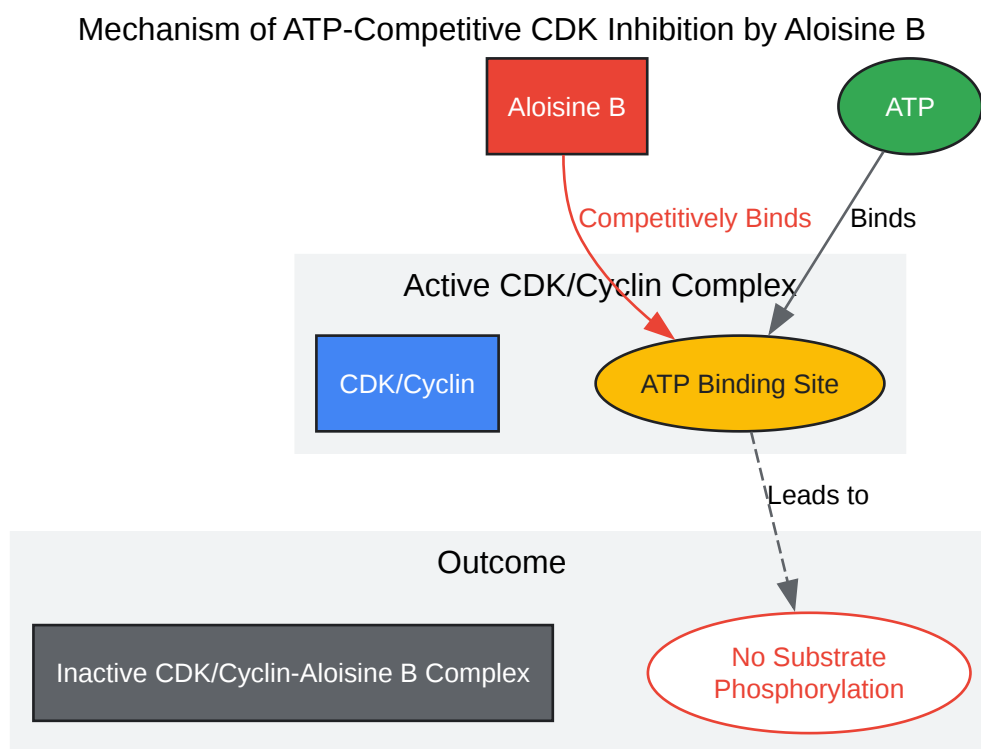 Mechanism of ATP-Competitive CDK Inhibition by Aloisine B
Aloisine B
ATP
Competitively Binds
Binds
Active CDK/Cyclin Complex
CDK/Cyclin
ATP Binding Site
Leads to
Outcome
Inactive CDK/Cyclin-Aloisine B Complex
No Substrate
Phosphorylation